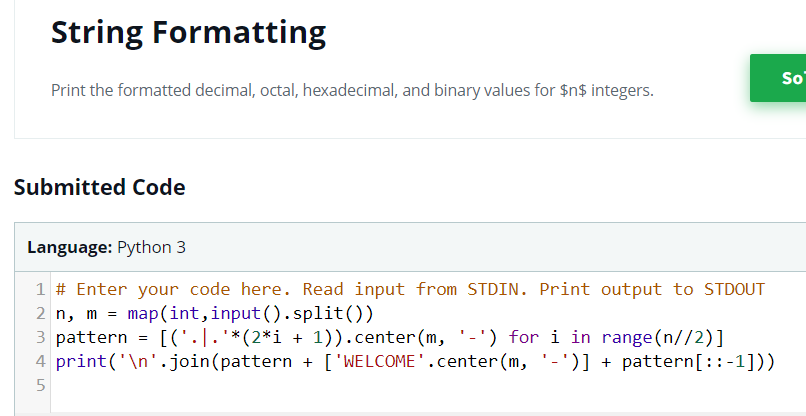 String Formatting
So
Print the formatted decimal, octal, hexadecimal, and binary values for $n$ integers.
Submitted Code
Language: Python 3
1 # Enter your code here. Read input from STDIN. Print output to STDOUT
2 n, m = map(int,input().split())
3 pattern = [('.|.'*(2*i + 1)).center(m, '-') for i in range(n//2)]
4 print('\n'.join(pattern + ['WELCOME'.center(m, '-')] + pattern[::-1]))
5